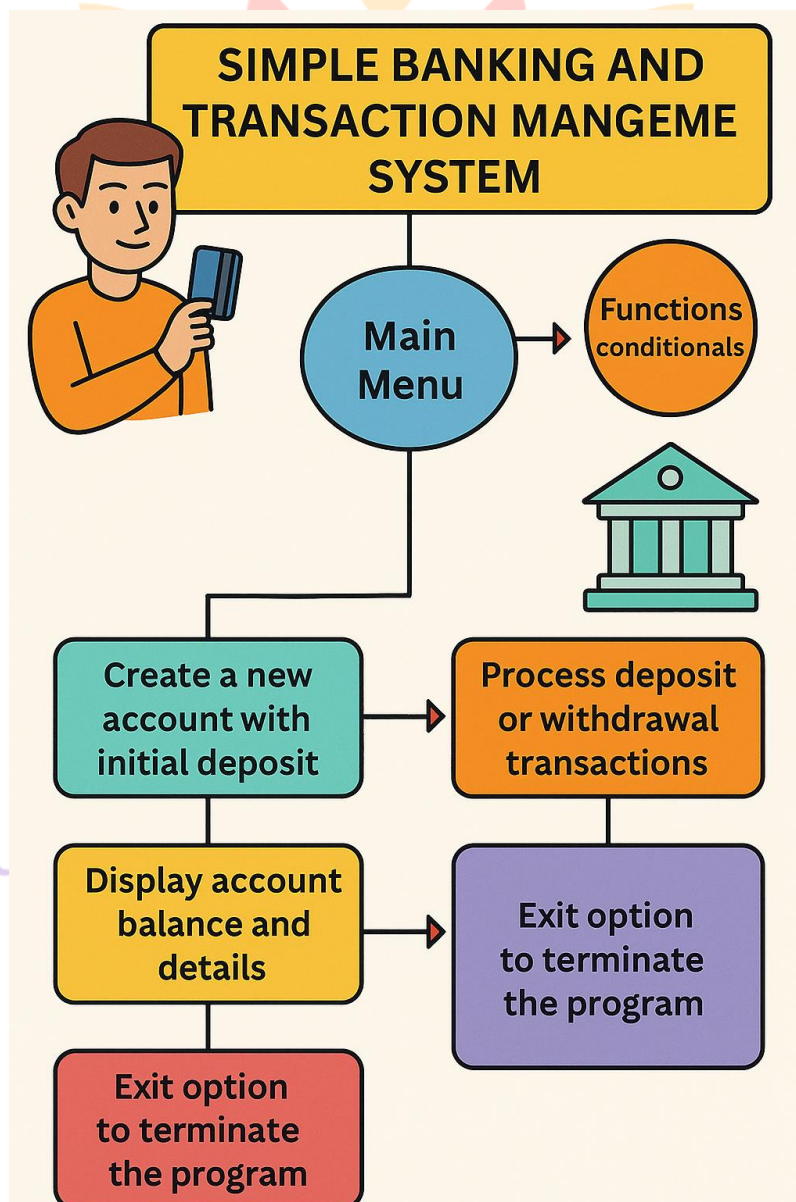 SIMPLE BANKING AND
TRANSACTION MANGEME
SYSTEM
Main
Menu
Functions
conditionals
Create a new
account with
initial deposit
Process deposit
or withdrawal
transactions
Display account
balance and
details
Exit option
to terminate
the program
Exit option
to terminate
the program